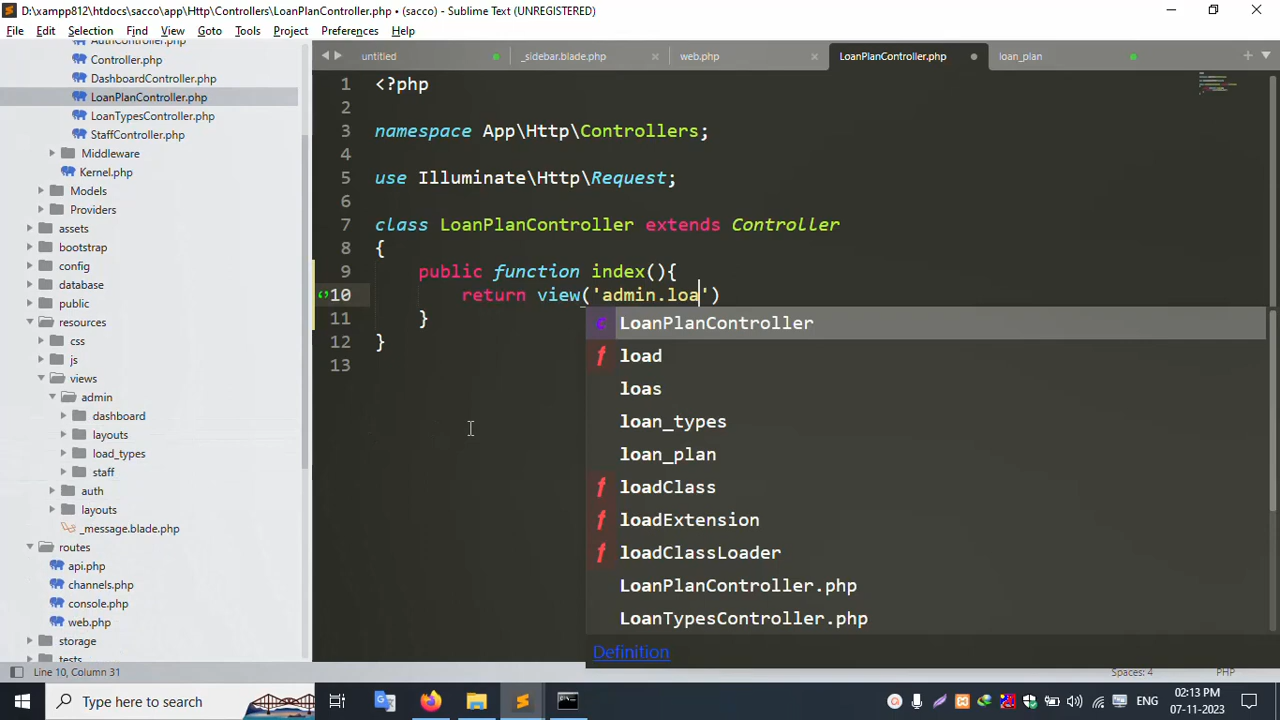 D:\xampp812\htdocs\sacco\app\Http\Controllers\LoanPlanController.php • (sacco) - Sublime Text (UNREGISTERED)
File Edit Selection Find View Goto Tools Project Preferences Help
AuthController.php
Controller.php
DashboardController.php
LoanPlanController.php
LoanTypesController.php
StaffController.php
Middleware
Kernel.php
Models
Providers
assets
bootstrap
config
database
public
resources
css
js
views
admin
dashboard
layouts
load_types
staff
auth
layouts
_message.blade.php
routes
api.php
channels.php
console.php
web.php
storage
tests
untitled
_sidebar.blade.php
web.php
LoanPlanController.php
loan_plan
1 <?php
2
3 namespace App\Http\Controllers;
4
5 use Illuminate\Http\Request;
6
7 class LoanPlanController extends Controller
8 {
9 public function index(){
10 return view('admin.loa')
11 }
12 }
13
c LoanPlanController
f load
loas
loan_types
loan_plan
f loadClass
f loadExtension
f loadClassLoader
LoanPlanController.php
LoanTypesController.php
Definition
Line 10, Column 31
Spaces: 4
PHP
Type here to search
ENG
02:13 PM
07-11-2023